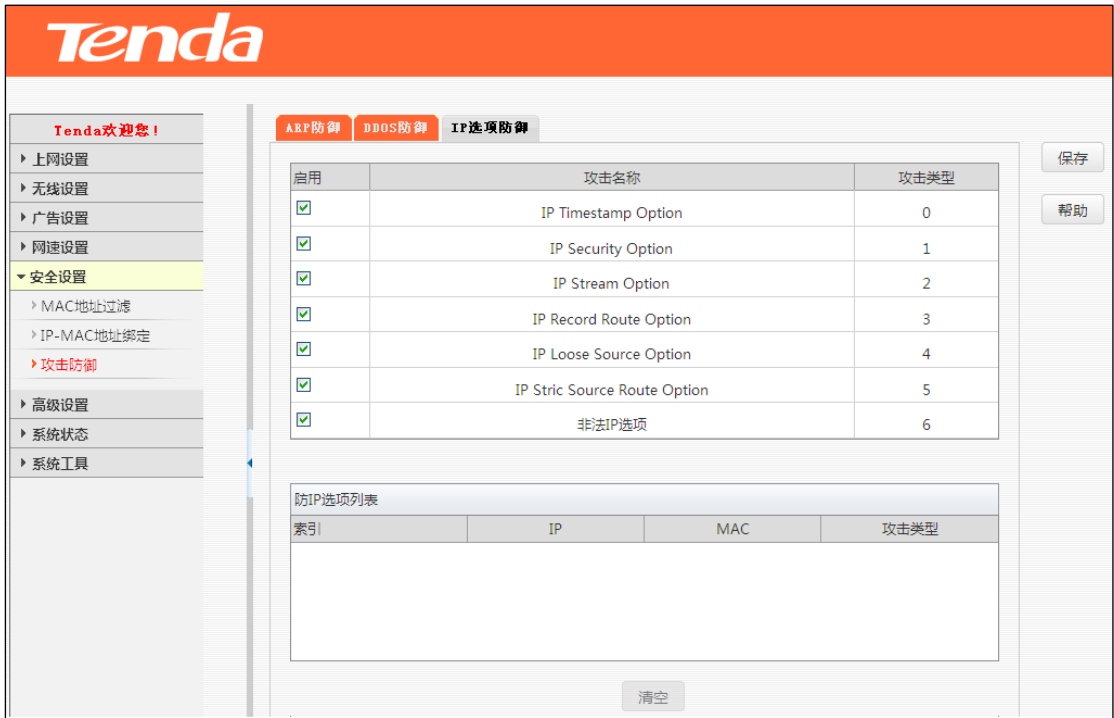 Tenda
Tenda欢迎您！
上网设置
无线设置
广告设置
网速设置
安全设置
MAC地址过滤
IP-MAC地址绑定
攻击防御
高级设置
系统状态
系统工具
ARP防御 DDOS防御 IP选项防御
启用 攻击名称 攻击类型
IP Timestamp Option 0
IP Security Option 1
IP Stream Option 2
IP Record Route Option 3
IP Loose Source Option 4
IP Stric Source Route Option 5
非法IP选项 6
防IP选项列表
索引 IP MAC 攻击类型
清空
保存
帮助